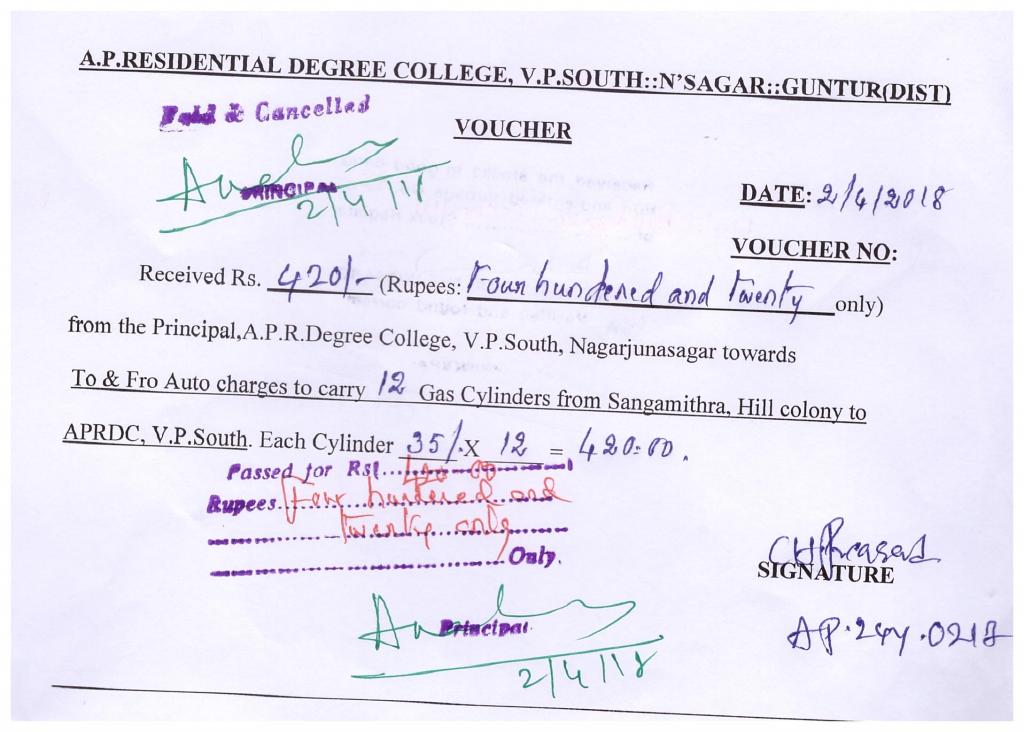 A.P.RESIDENTIAL DEGREE COLLEGE, V.P.SOUTH::N'SAGAR::GUNTUR(DIST)
Paid & Cancelled
VOUCHER
PRINCIPAL
2/4/18
DATE: 2/4/2018
VOUCHER NO:
Received Rs. 420/- (Rupees: Four hundered and Twenty only)
from the Principal,A.P.R.Degree College, V.P.South, Nagarjunasagar towards
To & Fro Auto charges to carry 12 Gas Cylinders from Sangamithra, Hill colony to
APRDC, V.P.South. Each Cylinder 35/.X 12 = 420.00.
Passed for Rs. 420-00
Rupees Four hundered and
twenty only
Only.
CH Prasad
SIGNATURE
Principal
2/4/18